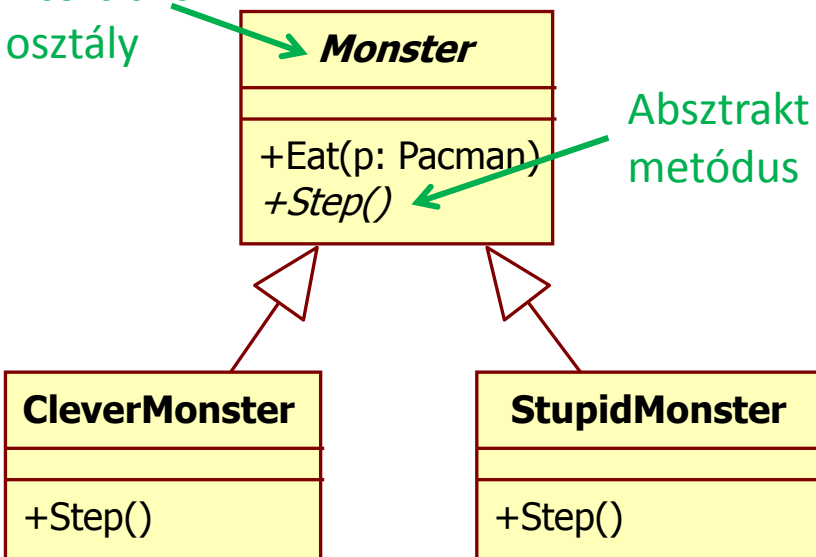 osztály
Monster
Absztrakt
metódus
+Eat(p: Pacman)
+Step()
CleverMonster
StupidMonster
+Step()
+Step()